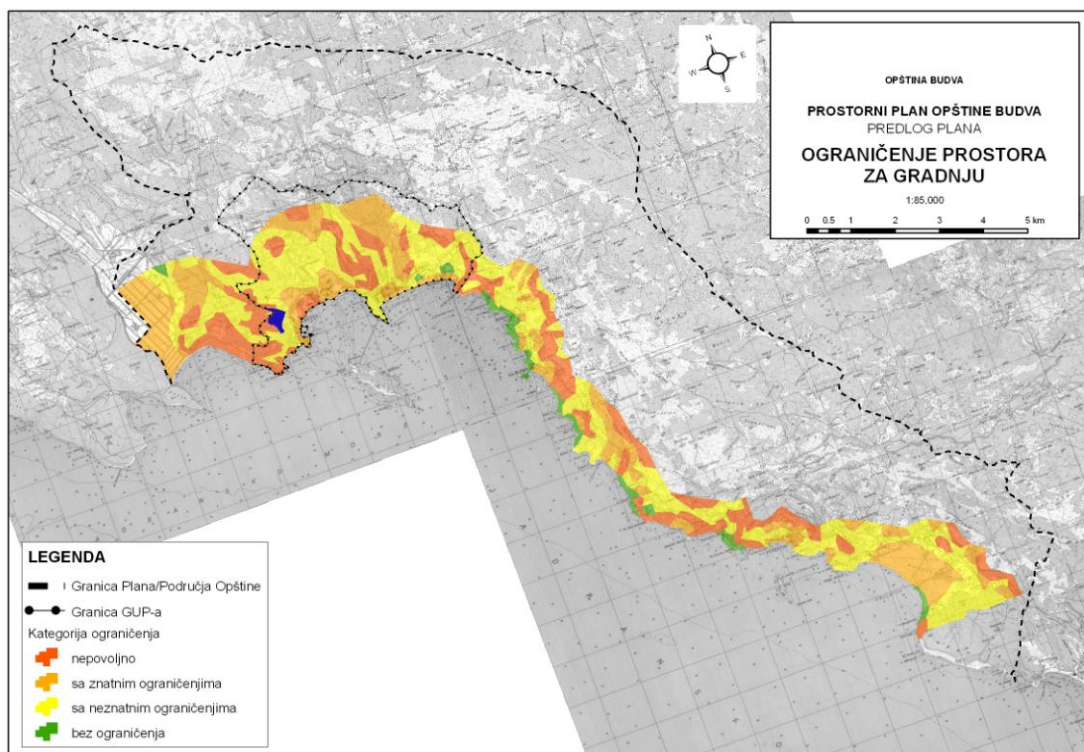 N
W
E
S
OPŠTINA BUDVA
PROSTORNI PLAN OPŠTINE BUDVA
PREDLOG PLANA
OGRANIČENJE PROSTORA
ZA GRADNJU
1:85,000
0 0.5 1 2 3 4 5 km
LEGENDA
Granica Plana/Područja Opštine
Granica GUP-a
Kategorija ograničenja
nepovoljno
sa znatnim ograničenjima
sa neznatnim ograničenjima
bez ograničenja